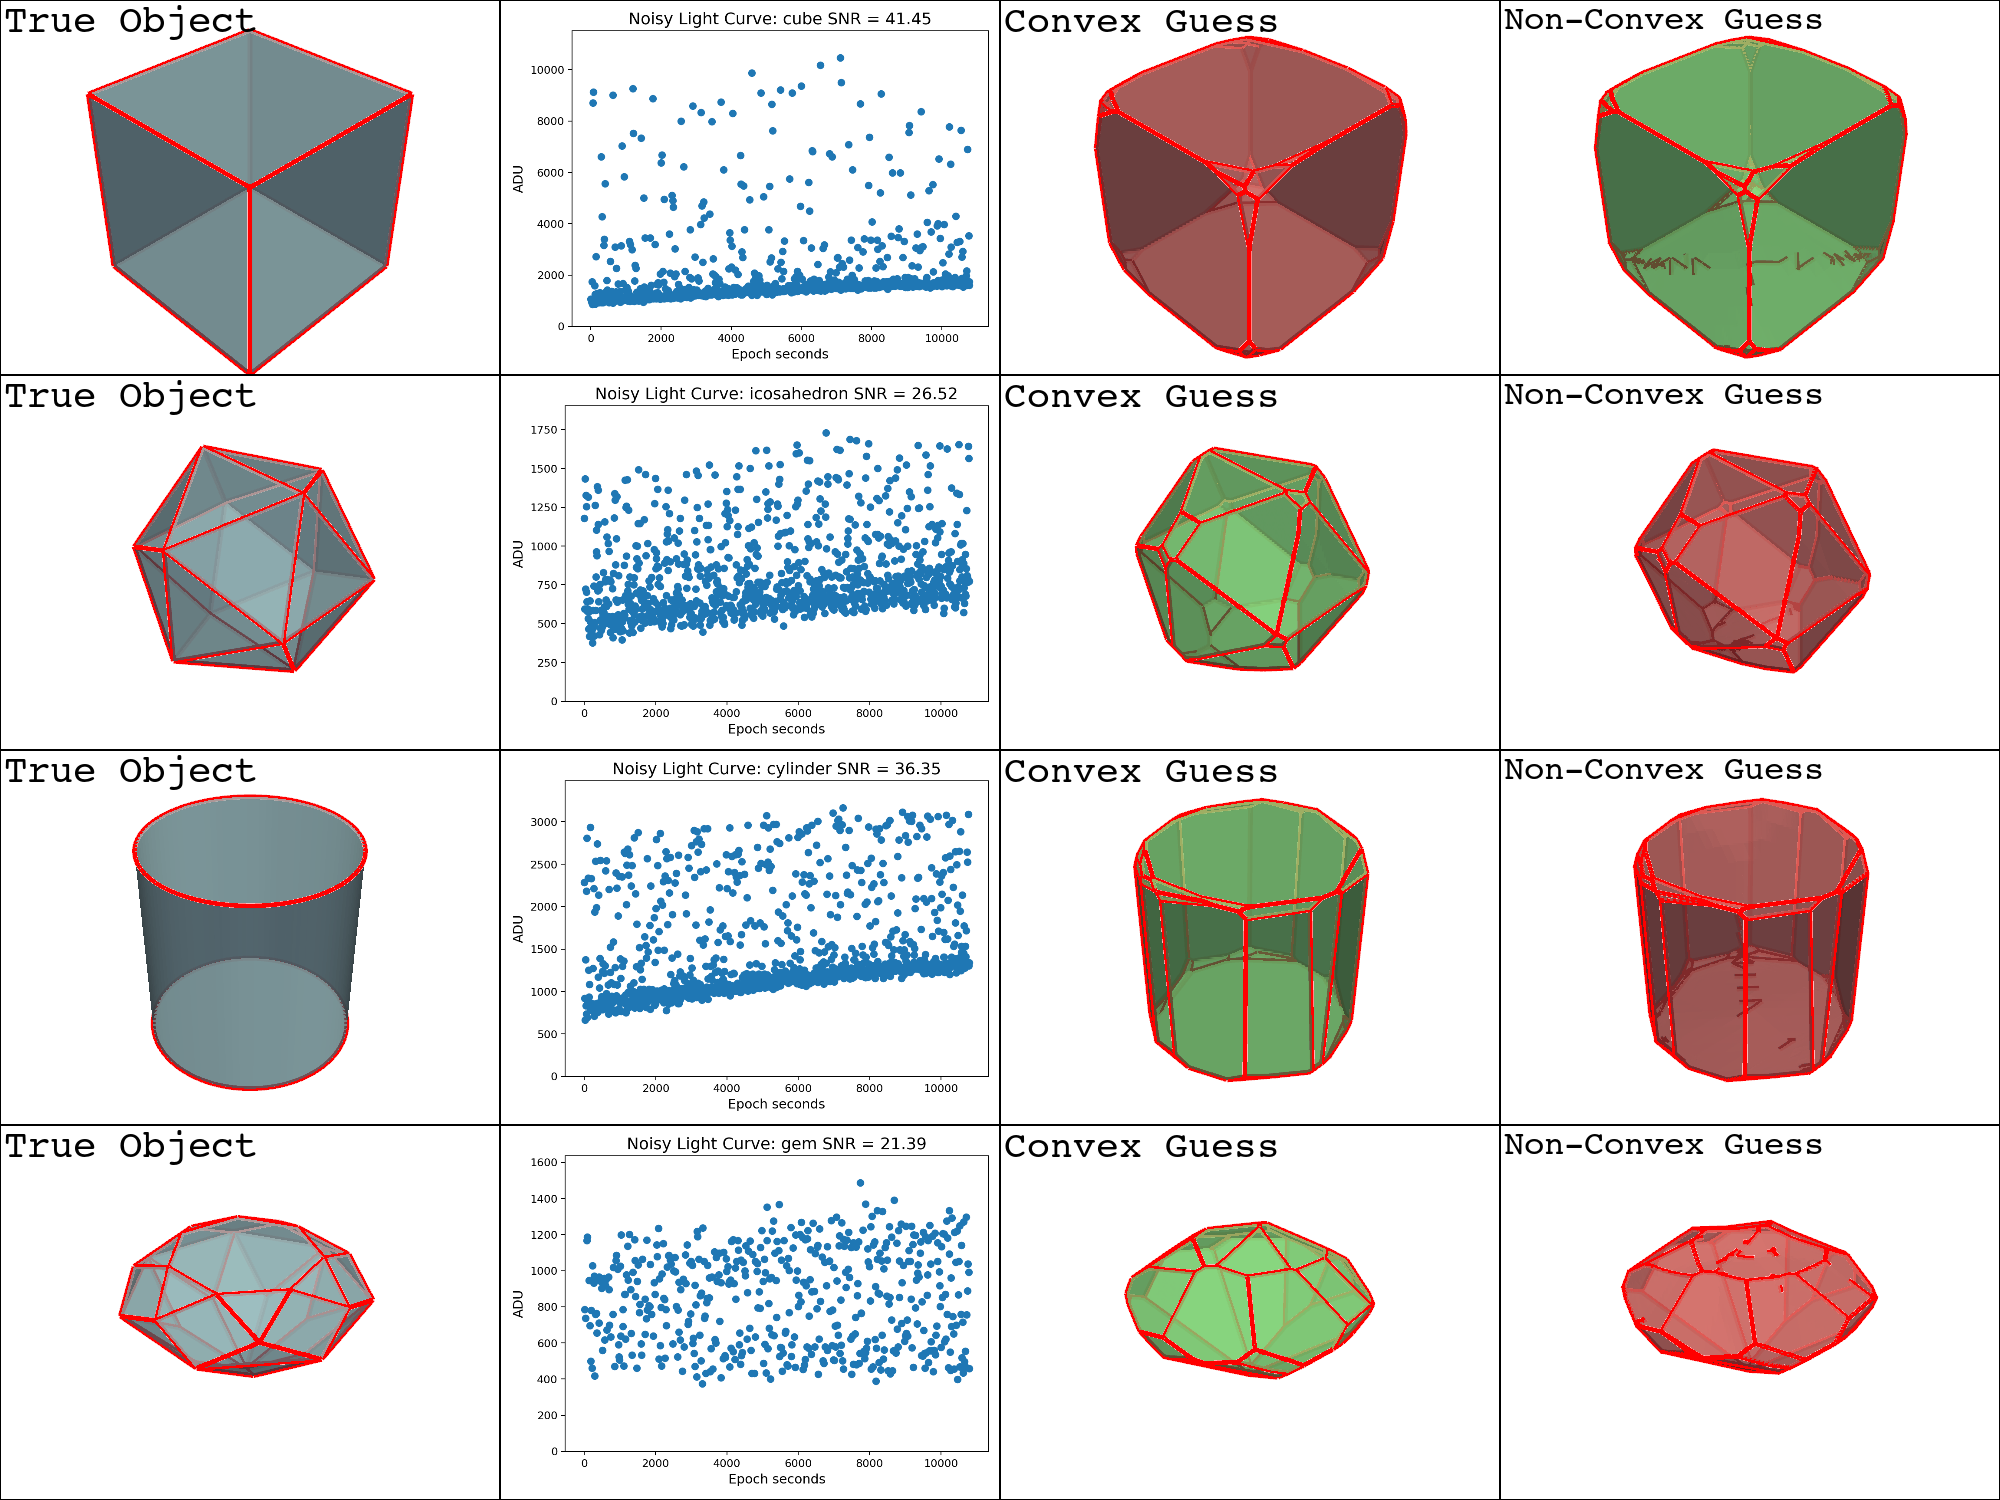 True Object
Noisy Light Curve: cube SNR = 41.45
ADU
10000
8000
6000
4000
2000
0
0 2000 4000 6000 8000 10000
Epoch seconds
Convex Guess
Non-Convex Guess
True Object
Noisy Light Curve: icosahedron SNR = 26.52
ADU
1750
1500
1250
1000
750
500
250
0
0 2000 4000 6000 8000 10000
Epoch seconds
Convex Guess
Non-Convex Guess
True Object
Noisy Light Curve: cylinder SNR = 36.35
ADU
3000
2500
2000
1500
1000
500
0
0 2000 4000 6000 8000 10000
Epoch seconds
Convex Guess
Non-Convex Guess
True Object
Noisy Light Curve: gem SNR = 21.39
ADU
1600
1400
1200
1000
800
600
400
200
0
0 2000 4000 6000 8000 10000
Epoch seconds
Convex Guess
Non-Convex Guess